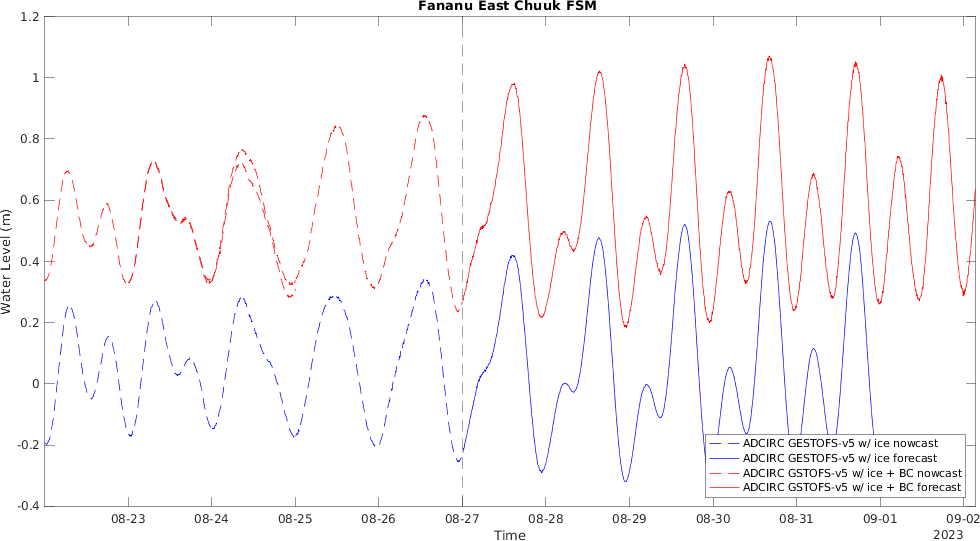 Fananu East Chuuk FSM
1.2
1
0.8
0.6
0.4
0.2
0
-0.2
-0.4
Water Level (m)
ADCIRC GESTOFS-v5 w/ ice nowcast
ADCIRC GESTOFS-v5 w/ ice forecast
ADCIRC GSTOFS-v5 w/ ice + BC nowcast
ADCIRC GSTOFS-v5 w/ ice + BC forecast
08-23 08-24 08-25 08-26 08-27 08-28 08-29 08-30 08-31 09-01 09-02
Time
2023